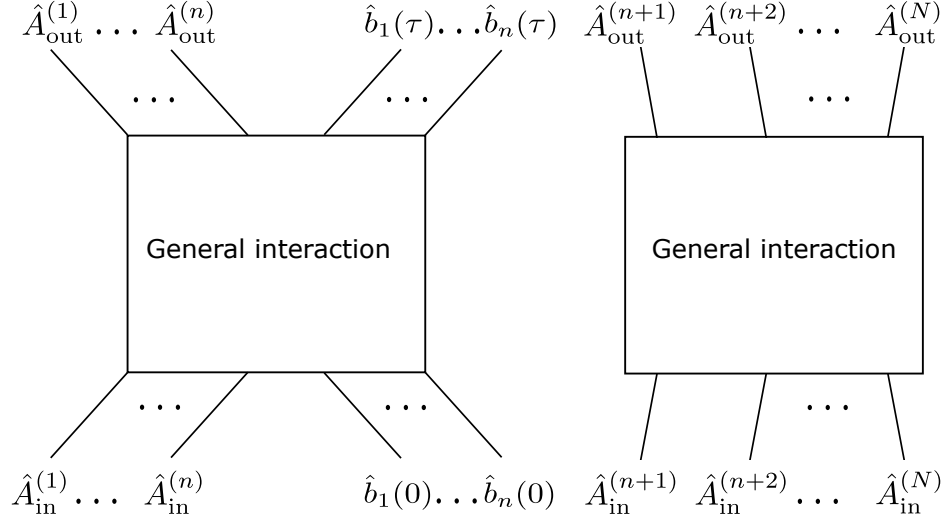 Â_out^(1) ... Â_out^(n) b̂_1(τ)...b̂_n(τ) Â_out^(n+1) Â_out^(n+2) ... Â_out^(N)
... ... ...
General interaction General interaction
... ... ...
Â_in^(1) ... Â_in^(n) b̂_1(0)...b̂_n(0) Â_in^(n+1) Â_in^(n+2) ... Â_in^(N)